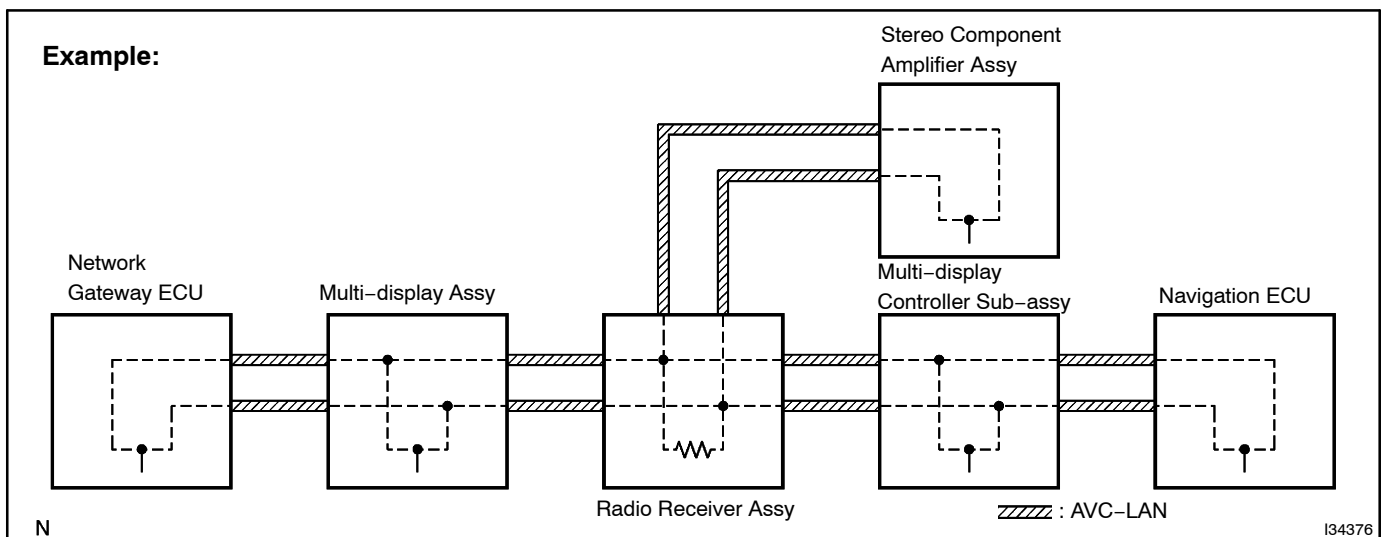 Example:
Stereo Component
Amplifier Assy
Network
Gateway ECU
Multi−display Assy
Multi−display
Controller Sub−assy
Navigation ECU
Radio Receiver Assy
: AVC−LAN
N
I34376